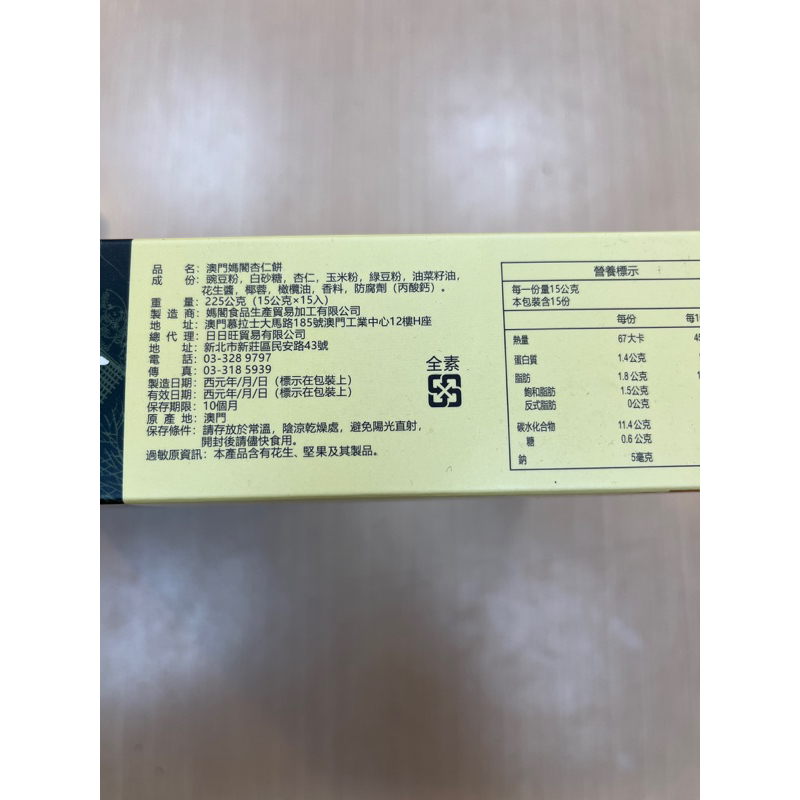 品名：澳門媽閣杏仁餅
成份：豌豆粉，白砂糖，杏仁，玉米粉，綠豆粉，油菜籽油，
花生醬，椰蓉，橄欖油，香料，防腐劑（丙酸鈣）。
重量：225公克（15公克×15入）
製造商：媽閣食品生產貿易加工有限公司
地址：澳門慕拉士大馬路185號澳門工業中心12樓H座
總代理：日日旺貿易有限公司
地址：新北市新莊區民安路43號
電話：03-328 9797
傳真：03-318 5939
製造日期：西元年/月/日（標示在包裝上）
有效日期：西元年/月/日（標示在包裝上）
保存期限：10個月
原產地：澳門
保存條件：請存放於常溫，陰涼乾燥處，避免陽光直射，
開封後請儘快食用。
過敏原資訊：本產品含有花生、堅果及其製品。
全素
營養標示
每一份量15公克
本包裝含15份
每份 每1
熱量 67大卡 4
蛋白質 1.4公克
脂肪 1.8公克 1
飽和脂肪 1.5公克
反式脂肪 0公克
碳水化合物 11.4公克
糖 0.6公克
鈉 5毫克